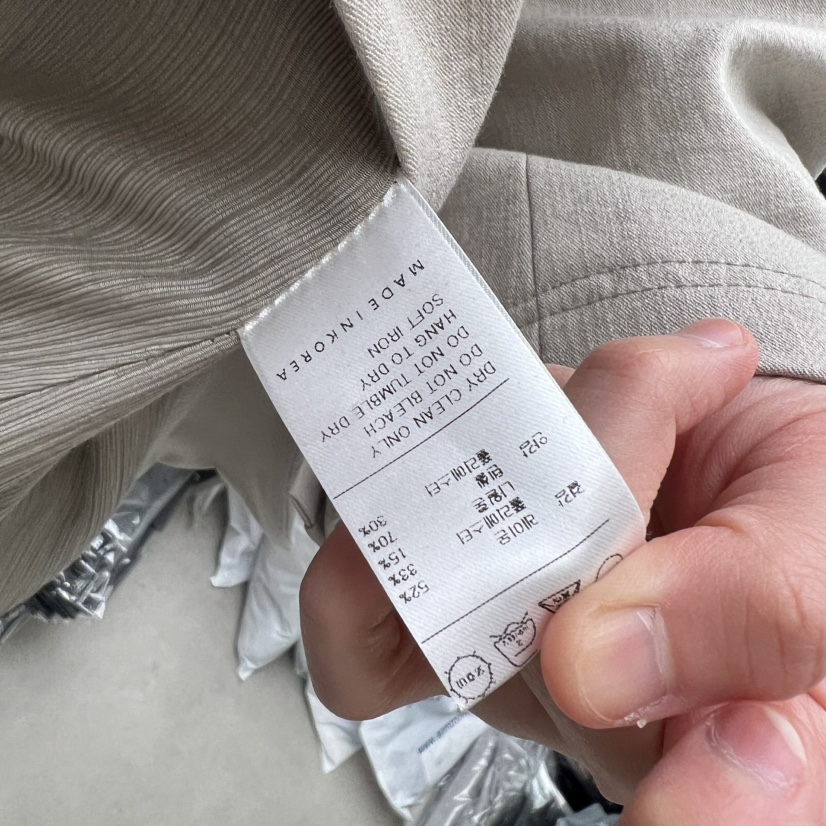 겉감 레이온 52%
폴리에스터 33%
나일론 15%
안감 텐셀 70%
폴리에스터 30%
DRY CLEAN ONLY
DO NOT BLEACH
DO NOT TUMBLE DRY
HANG TO DRY
SOFT IRON
MADE IN KOREA